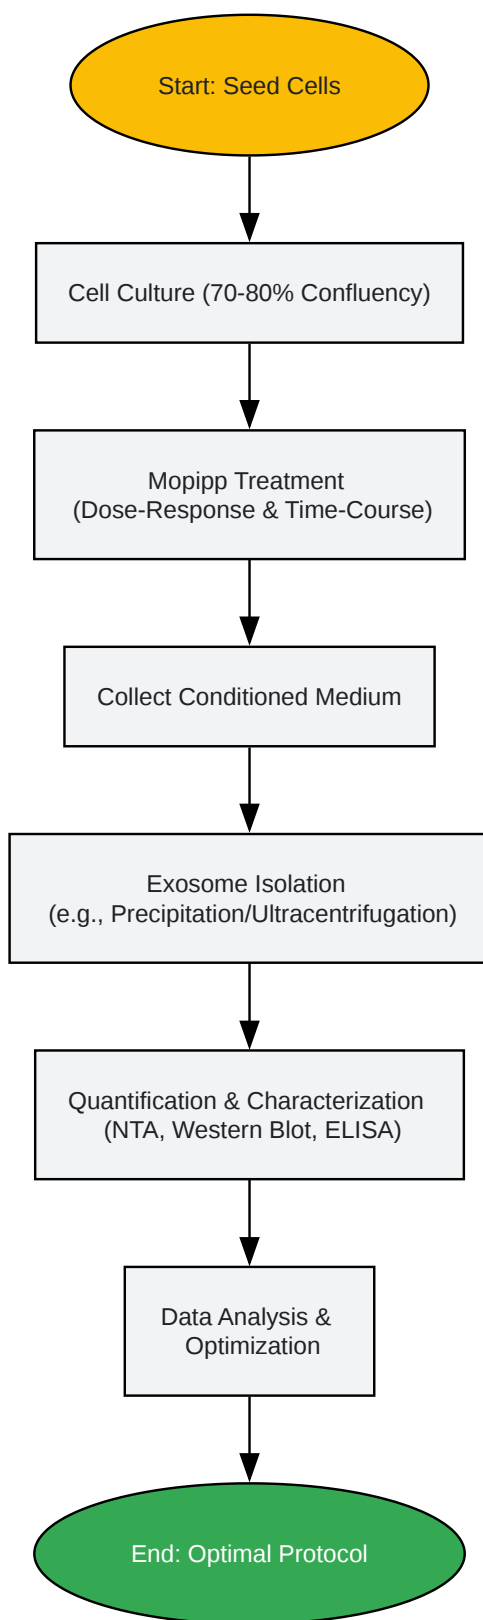 Start: Seed Cells
Cell Culture (70-80% Confluency)
Mopipp Treatment
(Dose-Response & Time-Course)
Collect Conditioned Medium
Exosome Isolation
(e.g., Precipitation/Ultracentrifugation)
Quantification & Characterization
(NTA, Western Blot, ELISA)
Data Analysis &
Optimization
End: Optimal Protocol